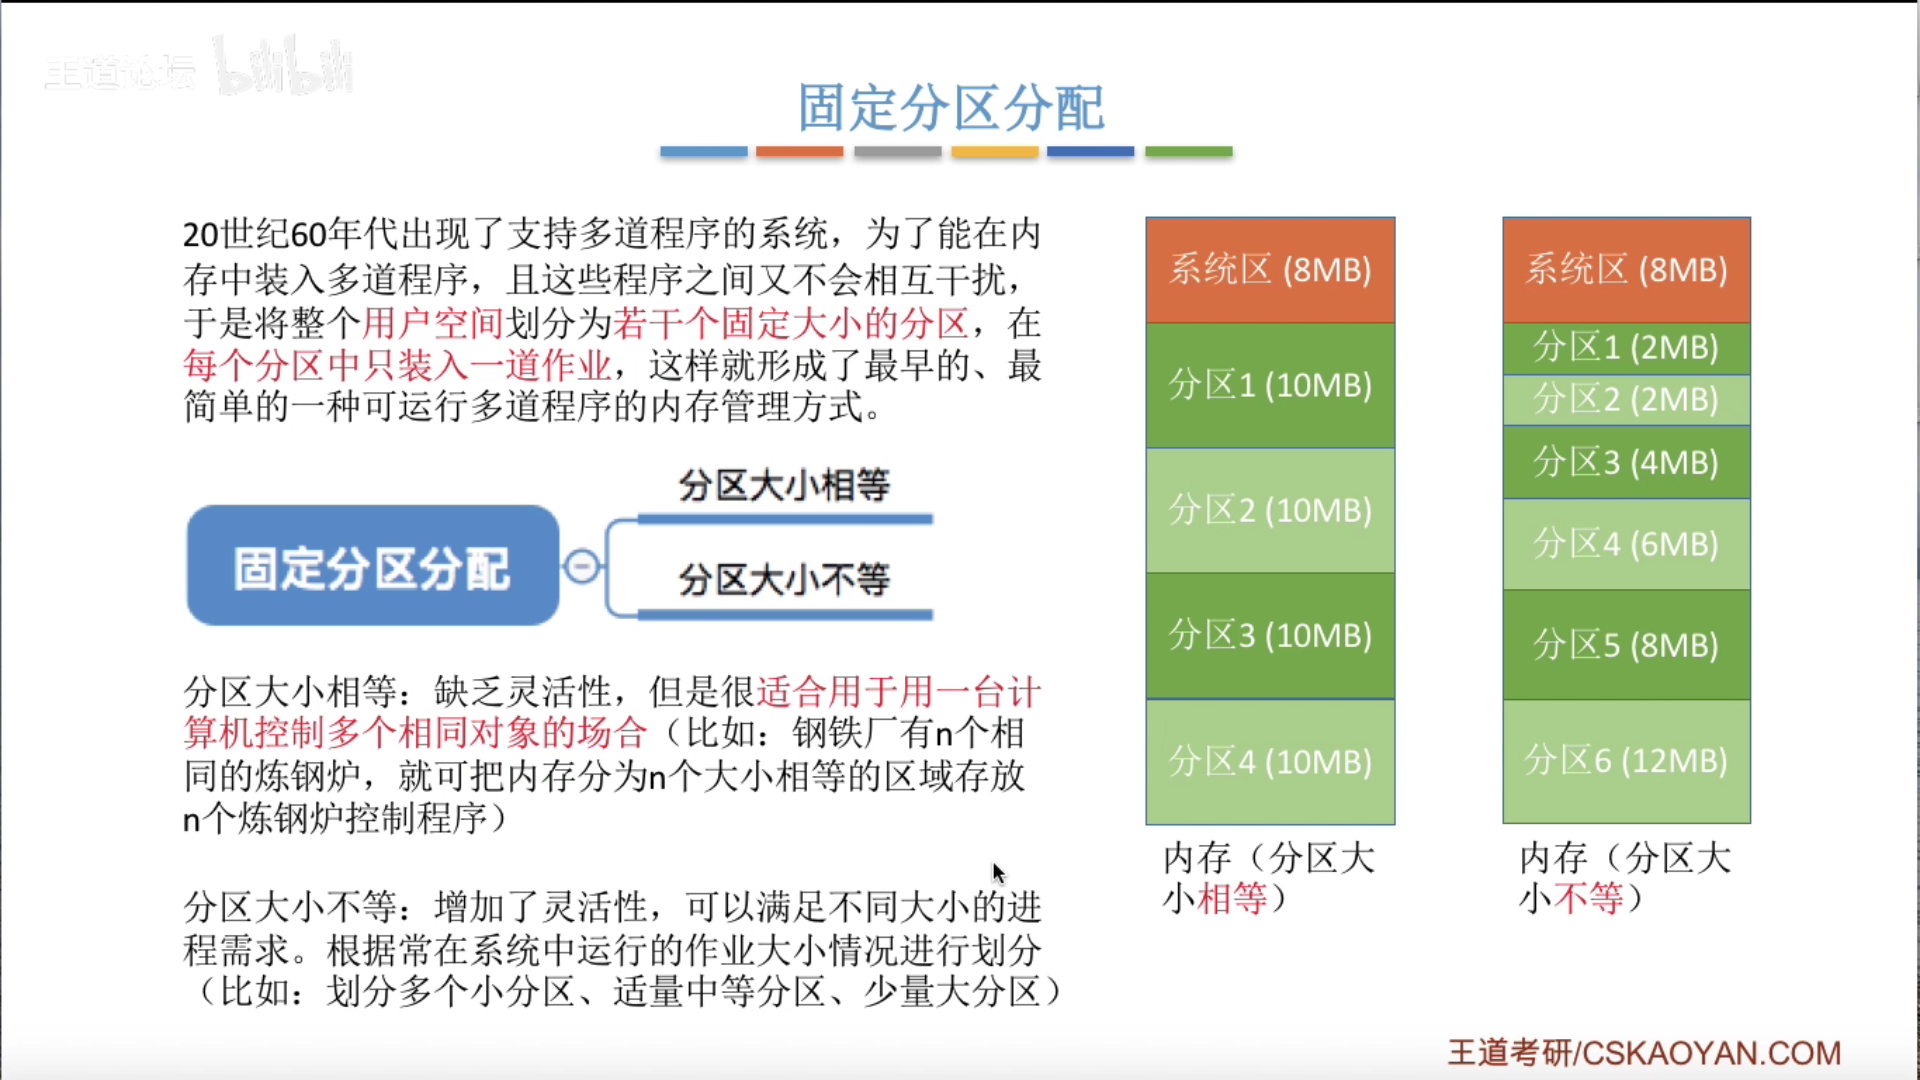 王道论坛 bilibili
固定分区分配
20世纪60年代出现了支持多道程序的系统，为了能在内
存中装入多道程序，且这些程序之间又不会相互干扰，
于是将整个用户空间划分为若干个固定大小的分区，在
每个分区中只装入一道作业，这样就形成了最早的、最
简单的一种可运行多道程序的内存管理方式。
固定分区分配
分区大小相等
分区大小不等
分区大小相等：缺乏灵活性，但是很适合用于用一台计
算机控制多个相同对象的场合（比如：钢铁厂有n个相
同的炼钢炉，就可把内存分为n个大小相等的区域存放
n个炼钢炉控制程序）
分区大小不等：增加了灵活性，可以满足不同大小的进
程需求。根据常在系统中运行的作业大小情况进行划分
（比如：划分多个小分区、适量中等分区、少量大分区）
系统区 (8MB)
分区1 (10MB)
分区2 (10MB)
分区3 (10MB)
分区4 (10MB)
内存（分区大
小相等）
系统区 (8MB)
分区1 (2MB)
分区2 (2MB)
分区3 (4MB)
分区4 (6MB)
分区5 (8MB)
分区6 (12MB)
内存（分区大
小不等）
王道考研/CSKAOYAN.COM